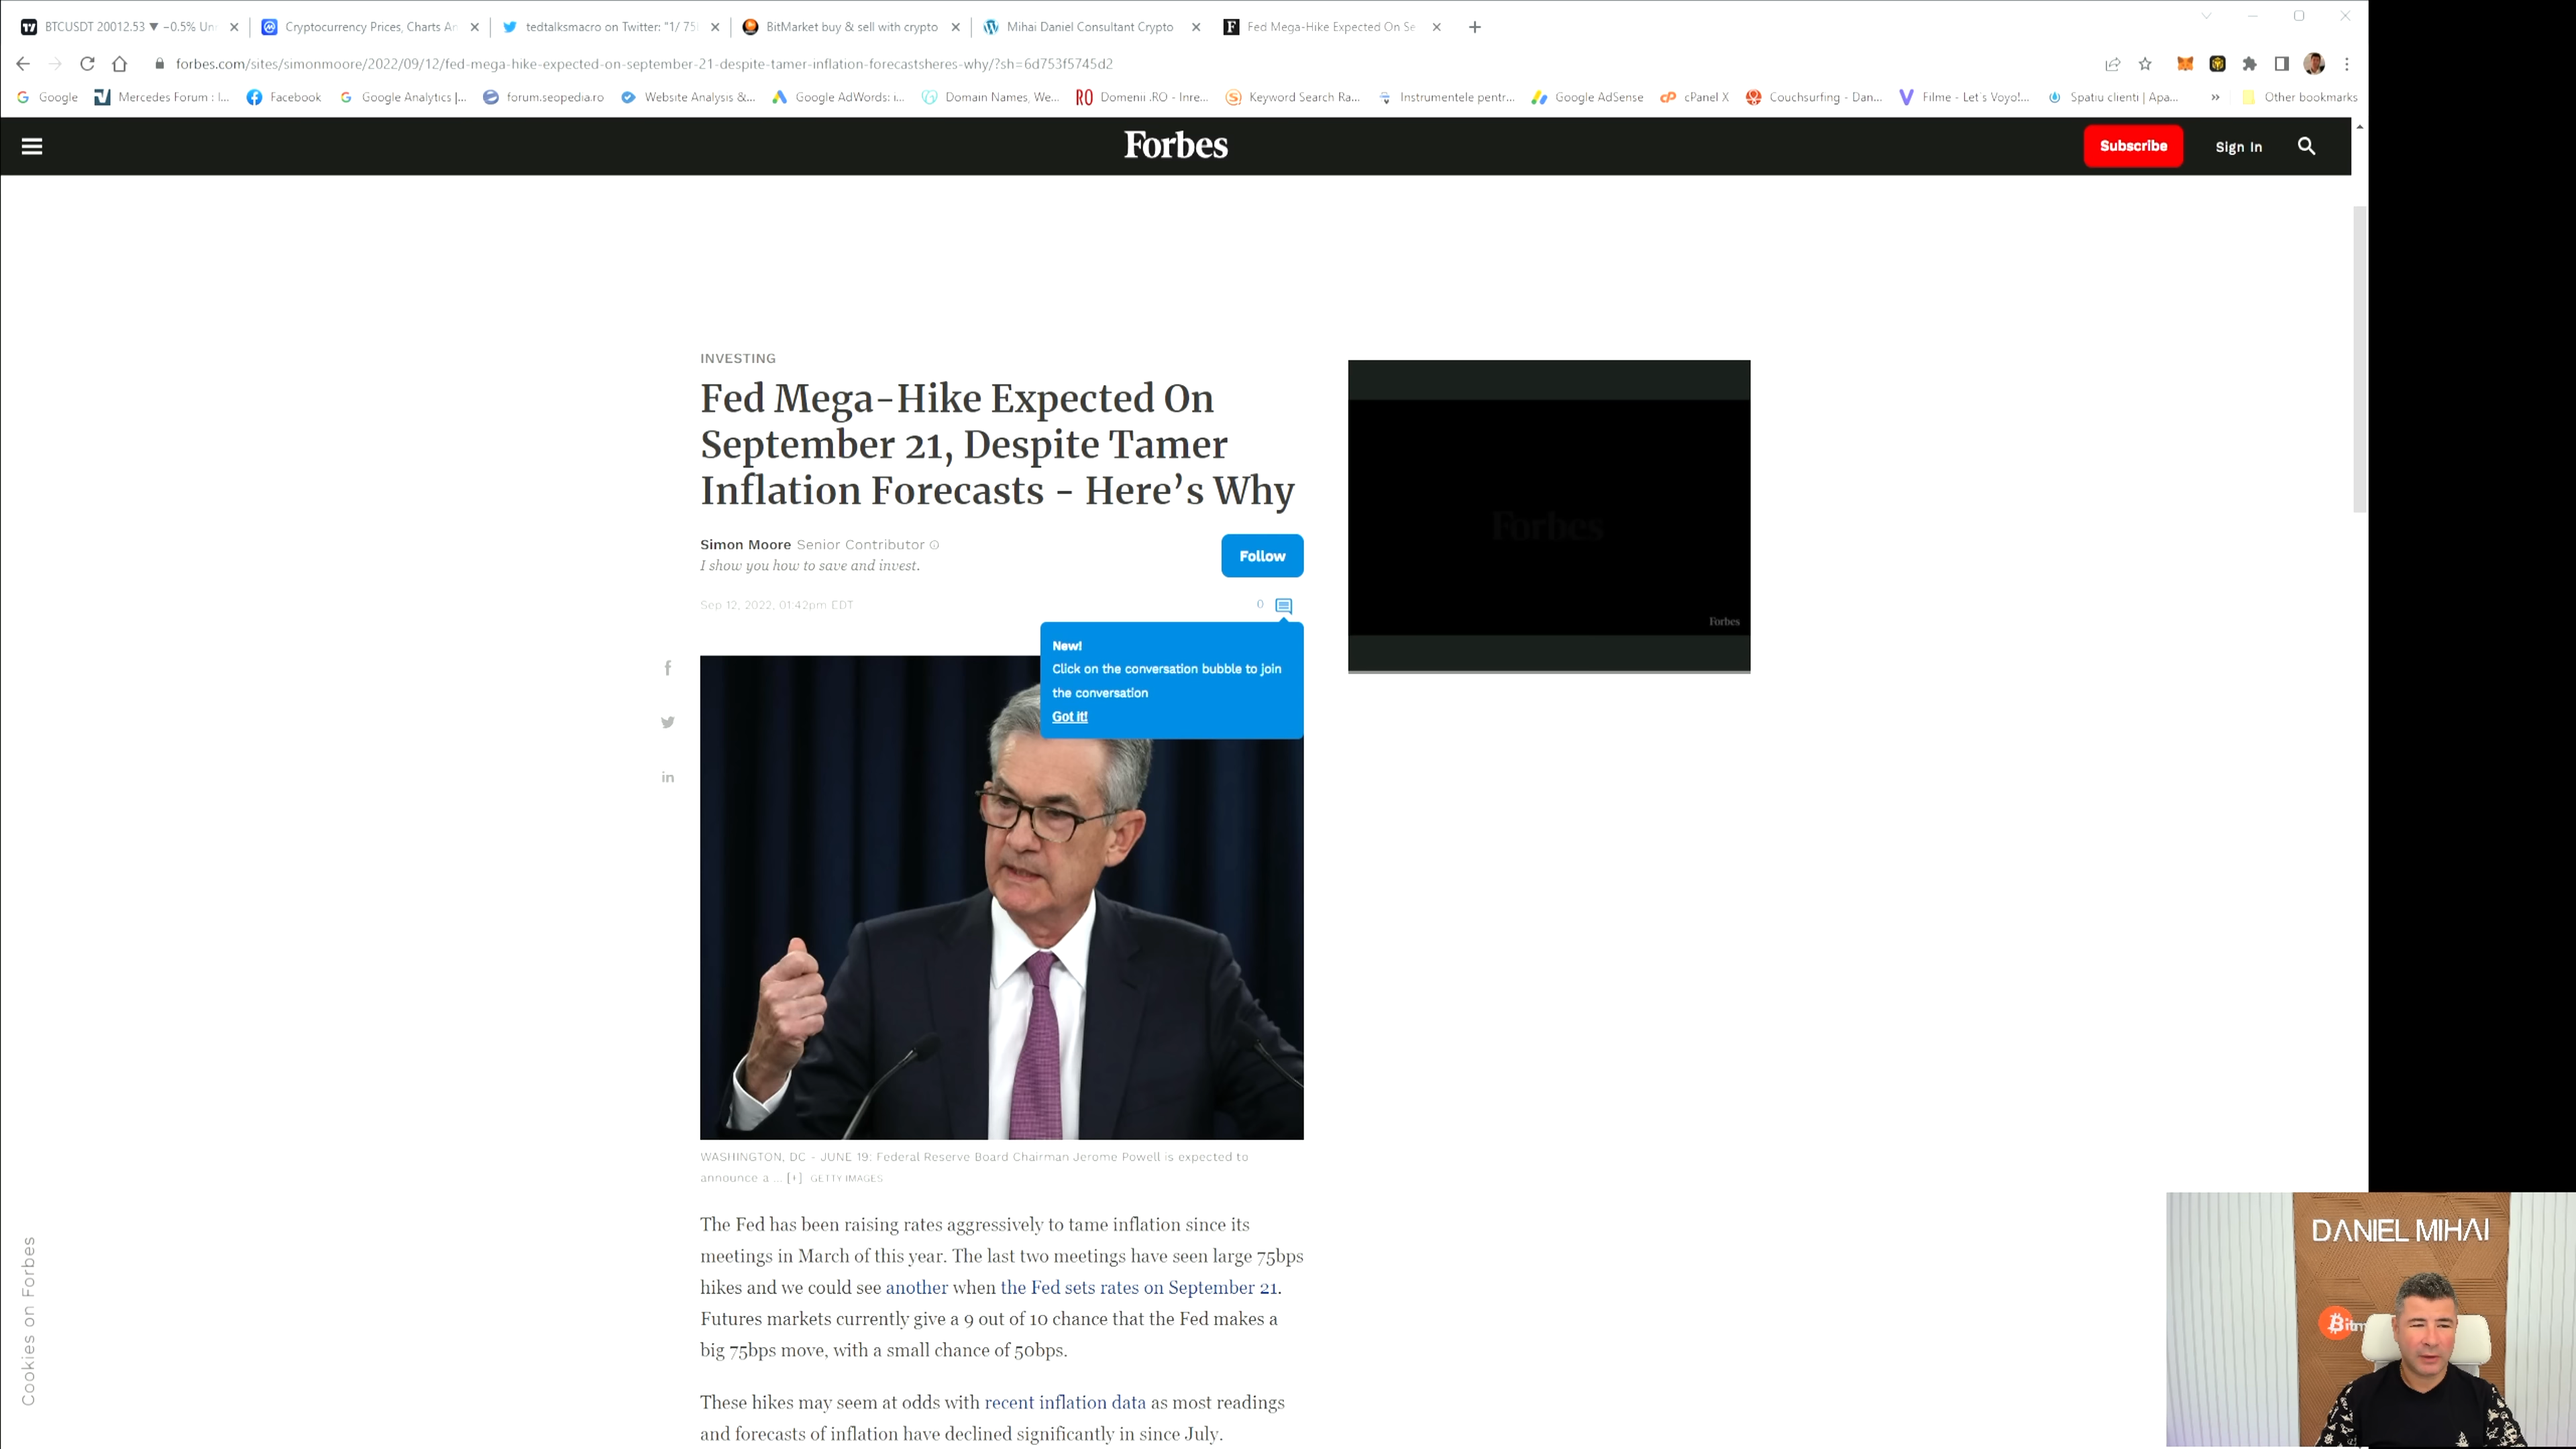 BTCUSDT 20012.53 ▼ −0.5% Un
Cryptocurrency Prices, Charts An
tedtalksmacro on Twitter: "1/ 75
BitMarket buy & sell with crypto
Mihai Daniel Consultant Crypto
Fed Mega-Hike Expected On Se
forbes.com/sites/simonmoore/2022/09/12/fed-mega-hike-expected-on-september-21-despite-tamer-inflation-forecastsheres-why/?sh=6d753f5745d2
Google
Mercedes Forum : I...
Facebook
Google Analytics |...
forum.seopedia.ro
Website Analysis &...
Google AdWords: ı...
Domain Names, We...
Domenii .RO - Inre...
Keyword Search Ra...
Instrumentele pentr...
Google AdSense
cPanel X
Couchsurfing - Dan...
Filme - Let's Voyo!...
Spatiu clienti | Apa...
Other bookmarks
Forbes
Subscribe
Sign In
INVESTING
Fed Mega-Hike Expected On
September 21, Despite Tamer
Inflation Forecasts - Here's Why
Simon Moore Senior Contributor
I show you how to save and invest.
Follow
Sep 12, 2022, 01:42pm EDT
0
New!
Click on the conversation bubble to join
the conversation
Got it!
Forbes
Forbes
WASHINGTON, DC - JUNE 19: Federal Reserve Board Chairman Jerome Powell is expected to
announce a ... [+] GETTY IMAGES
The Fed has been raising rates aggressively to tame inflation since its
meetings in March of this year. The last two meetings have seen large 75bps
hikes and we could see another when the Fed sets rates on September 21.
Futures markets currently give a 9 out of 10 chance that the Fed makes a
big 75bps move, with a small chance of 50bps.
These hikes may seem at odds with recent inflation data as most readings
and forecasts of inflation have declined significantly in since July.
Cookies on Forbes
DANIEL MIHAI